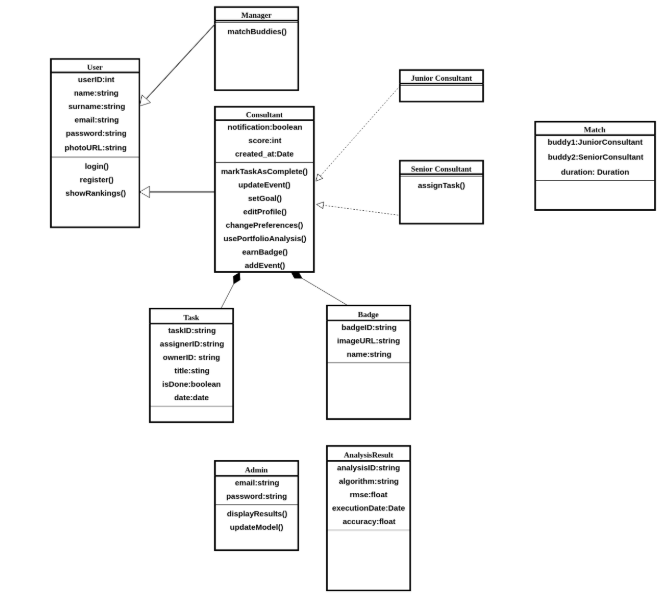 Manager
matchBuddies()
User
userID:int
name:string
surname:string
email:string
password:string
photoURL:string
login()
register()
showRankings()
Consultant
notification:boolean
score:int
created_at:Date
markTaskAsComplete()
updateEvent()
setGoal()
editProfile()
changePreferences()
usePortfolioAnalysis()
earnBadge()
addEvent()
Junior Consultant
Senior Consultant
assignTask()
Match
buddy1:JuniorConsultant
buddy2:SeniorConsultant
duration: Duration
Task
taskID:string
assignerID:string
ownerID: string
title:sting
isDone:boolean
date:date
Badge
badgeID:string
imageURL:string
name:string
Admin
email:string
password:string
displayResults()
updateModel()
AnalysisResult
analysisID:string
algorithm:string
rmse:float
executionDate:Date
accuracy:float